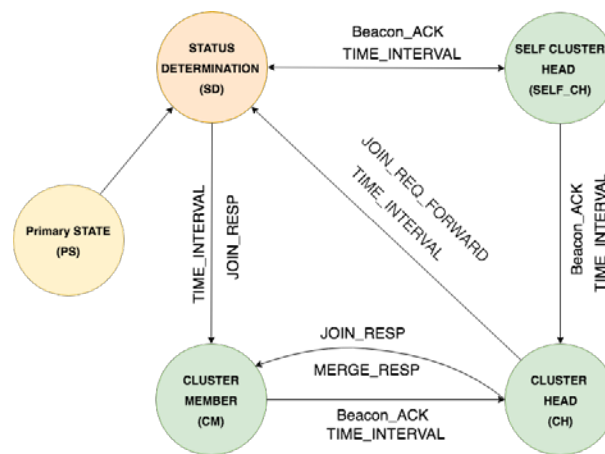 STATUS
DETERMINATION
(SD)
Beacon_ACK
TIME_INTERVAL
SELF CLUSTER
HEAD
(SELF_CH)
JOIN_REQ_FORWARD
TIME_INTERVAL
Primary STATE
(PS)
TIME_INTERVAL
JOIN_RESP
Beacon_ACK
TIME_INTERVAL
JOIN_RESP
MERGE_RESP
CLUSTER
MEMBER
(CM)
Beacon_ACK
TIME_INTERVAL
CLUSTER
HEAD
(CH)